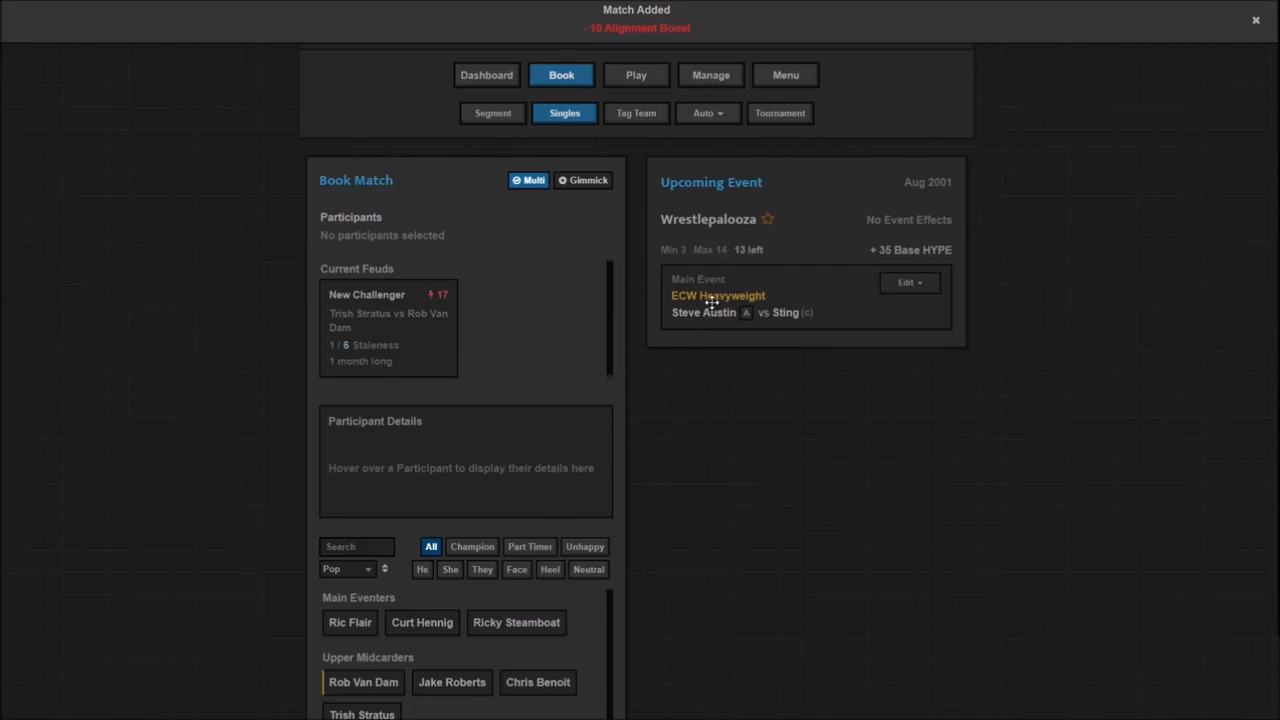 Match Added
- 10 Alignment Boost
×
Dashboard Book Play Manage Menu
Segment Singles Tag Team Auto Tournament
Book Match Multi Gimmick
Participants
No participants selected
Current Feuds
New Challenger 17
Trish Stratus vs Rob Van
Dam
1 / 6 Staleness
1 month long
Participant Details
Hover over a Participant to display their details here
Search All Champion Part Timer Unhappy
Pop He She They Face Heel Neutral
Main Eventers
Ric Flair Curt Hennig Ricky Steamboat
Upper Midcarders
Rob Van Dam Jake Roberts Chris Benoit
Trish Stratus
Upcoming Event Aug 2001
Wrestlepalooza No Event Effects
Min 3 Max 14 13 left + 35 Base HYPE
Main Event Edit
ECW Heavyweight
Steve Austin A vs Sting (c)